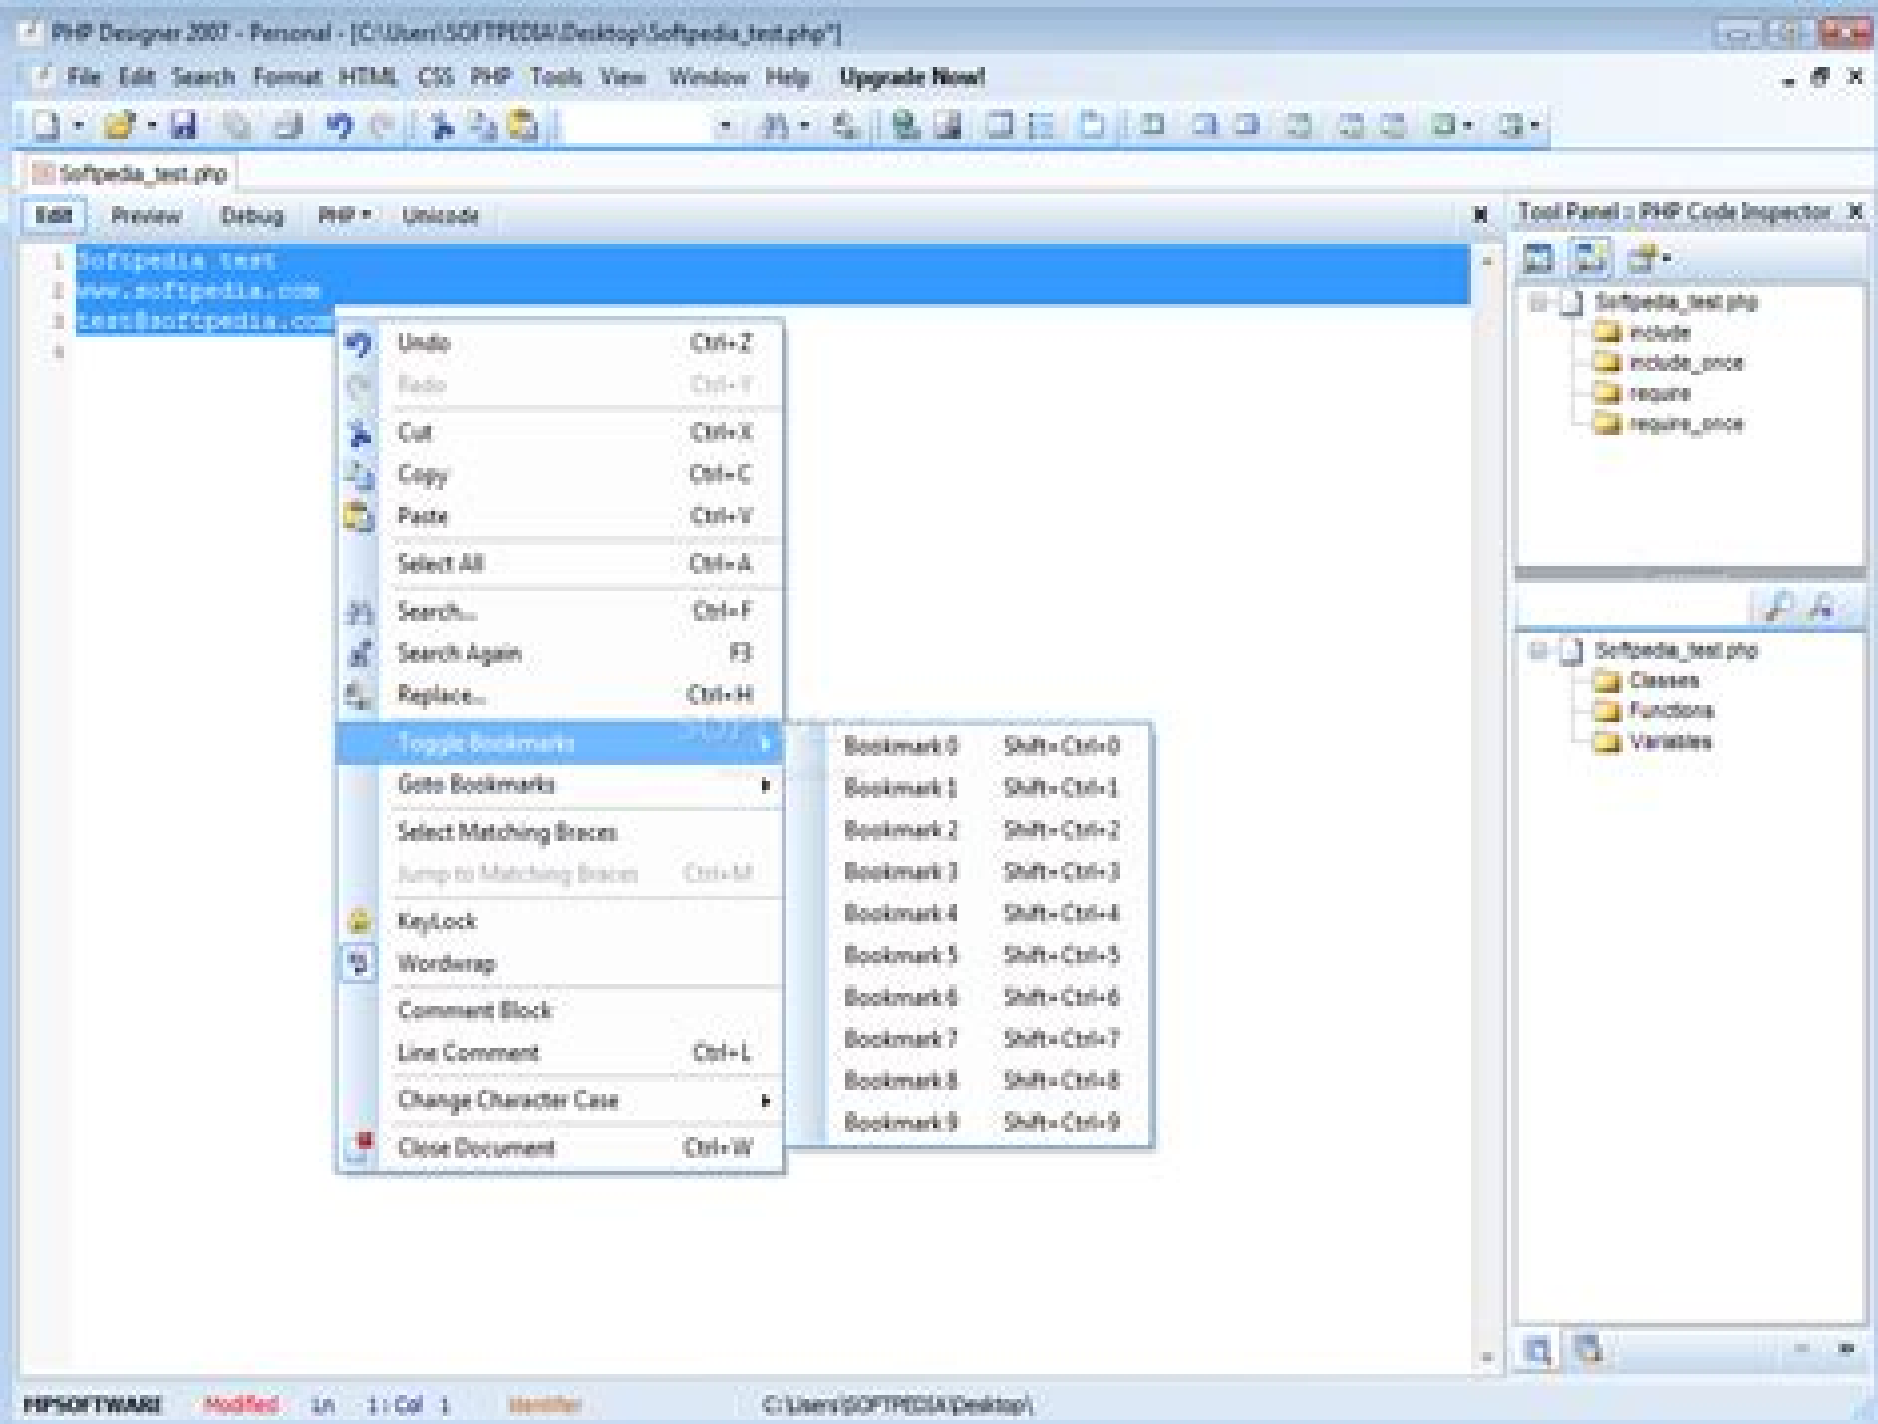 PHP Designer 2007 - Personal - [C:\Users\SOFTPEDIA\Desktop\Softpedia_test.php*]
File Edit Search Format HTML CSS PHP Tools View Window Help Upgrade Now!
Softpedia_test.php
Edit Preview Debug PHP Unicode
Tool Panel :: PHP Code Inspector
1 Softpedia test
2 www.softpedia.com
3 test@softpedia.com
4
Undo Ctrl+Z
Redo Ctrl+Y
Cut Ctrl+X
Copy Ctrl+C
Paste Ctrl+V
Select All Ctrl+A
Search... Ctrl+F
Search Again F3
Replace... Ctrl+H
Toggle Bookmarks
Goto Bookmarks
Select Matching Braces
Jump to Matching Braces Ctrl+M
KeyLock
Wordwrap
Comment Block
Line Comment Ctrl+L
Change Character Case
Close Document Ctrl+W
Bookmark 0 Shift+Ctrl+0
Bookmark 1 Shift+Ctrl+1
Bookmark 2 Shift+Ctrl+2
Bookmark 3 Shift+Ctrl+3
Bookmark 4 Shift+Ctrl+4
Bookmark 5 Shift+Ctrl+5
Bookmark 6 Shift+Ctrl+6
Bookmark 7 Shift+Ctrl+7
Bookmark 8 Shift+Ctrl+8
Bookmark 9 Shift+Ctrl+9
Softpedia_test.php
include
include_once
require
require_once
Softpedia_test.php
Classes
Functions
Variables
MPSOFTWARE Modified Ln 1 : Col 1 Identifier C:\Users\SOFTPEDIA\Desktop\